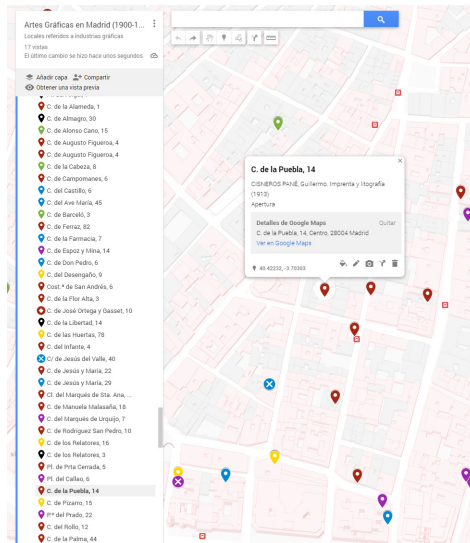 Artes Gráficas en Madrid (1900-1...
Locales referidos a industrias gráficas
17 vistas
El último cambio se hizo hace unos segundos
Añadir capa Compartir
Obtener una vista previa
C. de la Alameda, 1
C. de Almagro, 30
C. de Alonso Cano, 15
C. de Augusto Figueroa, 4
C. de Augusto Figueroa, 4
C. de la Cabeza, 8
C. de Campomanes, 6
C. del Castillo, 6
C. del Ave María, 45
C. de Barceló, 3
C. de Ferraz, 82
C. de la Farmacia, 7
C. de Espoz y Mina, 14
C. de Don Pedro, 6
C. del Desengaño, 9
Cost.ª de San Andrés, 6
C. de la Flor Alta, 3
C. de José Ortega y Gasset, 10
C. de la Libertad, 14
C. de las Huertas, 78
C. del Infante, 4
C/ de Jesús del Valle, 40
C. de Jesús y María, 22
C. de Jesús y María, 29
Cl. del Marqués de Sta. Ana, ...
C. de Manuela Malasaña, 18
C. del Marqués de Urquijo, 7
C. de Rodríguez San Pedro, 10
C. de los Relatores, 16
C. de los Relatores, 3
Pl. de Prta Cerrada, 5
Pl. del Callao, 6
C. de la Puebla, 14
C. de Pizarro, 15
P.º del Prado, 22
C. del Rollo, 12
C. de la Palma, 44
C. de la Puebla, 14
CISNEROS PANÉ, Guillermo. Imprenta y litografía
(1913)
Apertura
Detalles de Google Maps Quitar
C. de la Puebla, 14, Centro, 28004 Madrid
Ver en Google Maps
40.42232, -3.70303